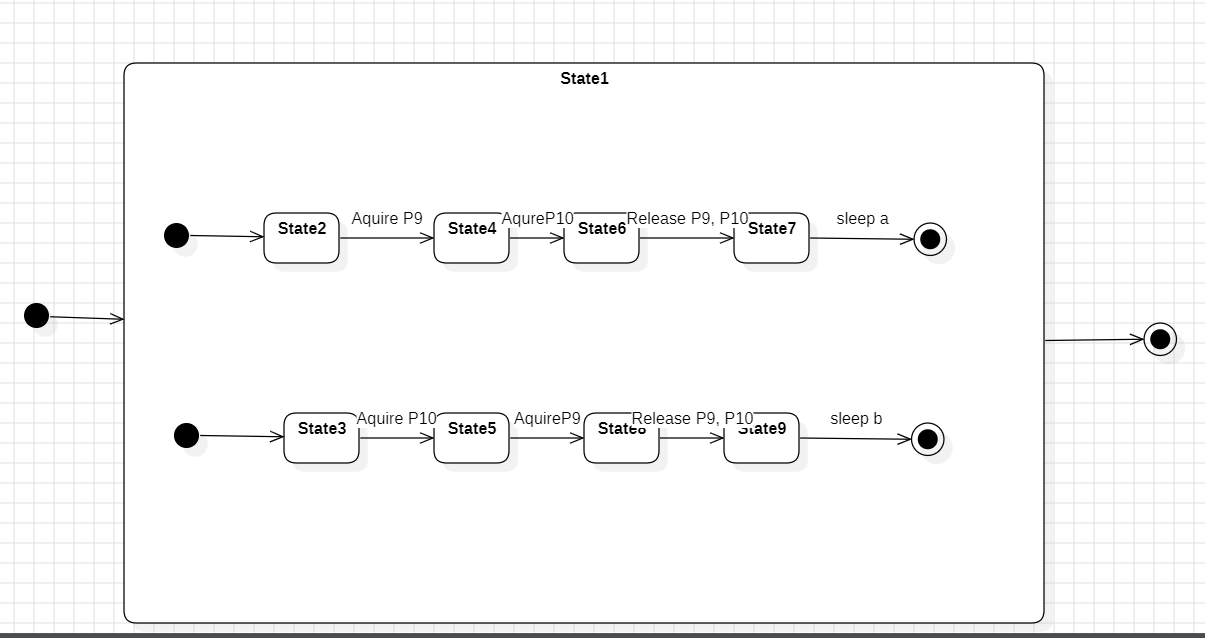 State1
Aquire P9
AqureP10
Release P9, P10
sleep a
State2
State4
State6
State7
Aquire P10
AquireP9
Release P9, P10
sleep b
State3
State5
State8
State9